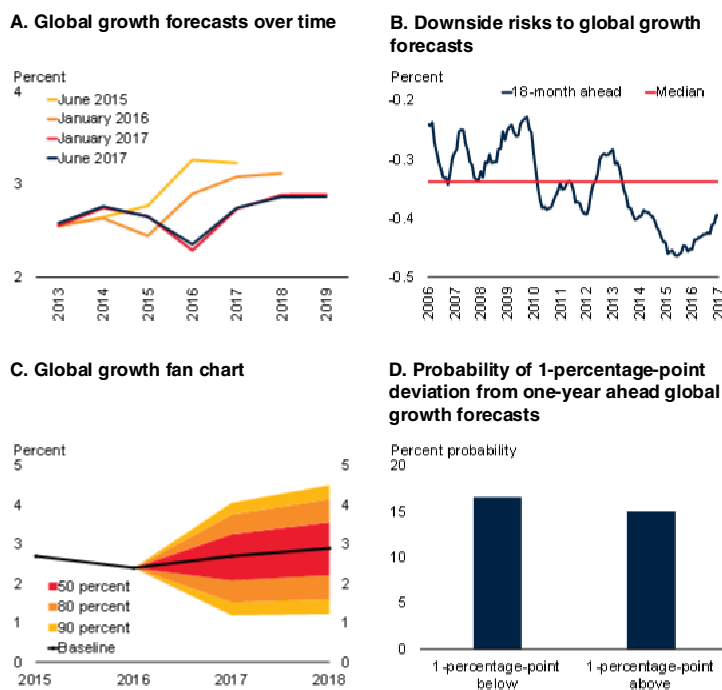 A. Global growth forecasts over time
Percent
4
June 2015
January 2016
January 2017
June 2017
3
2
2013
2014
2015
2016
2017
2018
2019
B. Downside risks to global growth
forecasts
Percent
18-month ahead
Median
-0.2
-0.3
-0.4
-0.5
2006
2007
2008
2009
2010
2011
2012
2013
2014
2015
2016
2017
C. Global growth fan chart
Percent
5
5
4
4
3
3
2
2
1
1
0
0
50 percent
80 percent
90 percent
Baseline
2015
2016
2017
2018
D. Probability of 1-percentage-point
deviation from one-year ahead global
growth forecasts
Percent probability
20
15
10
5
0
1-percentage-point
below
1-percentage-point
above